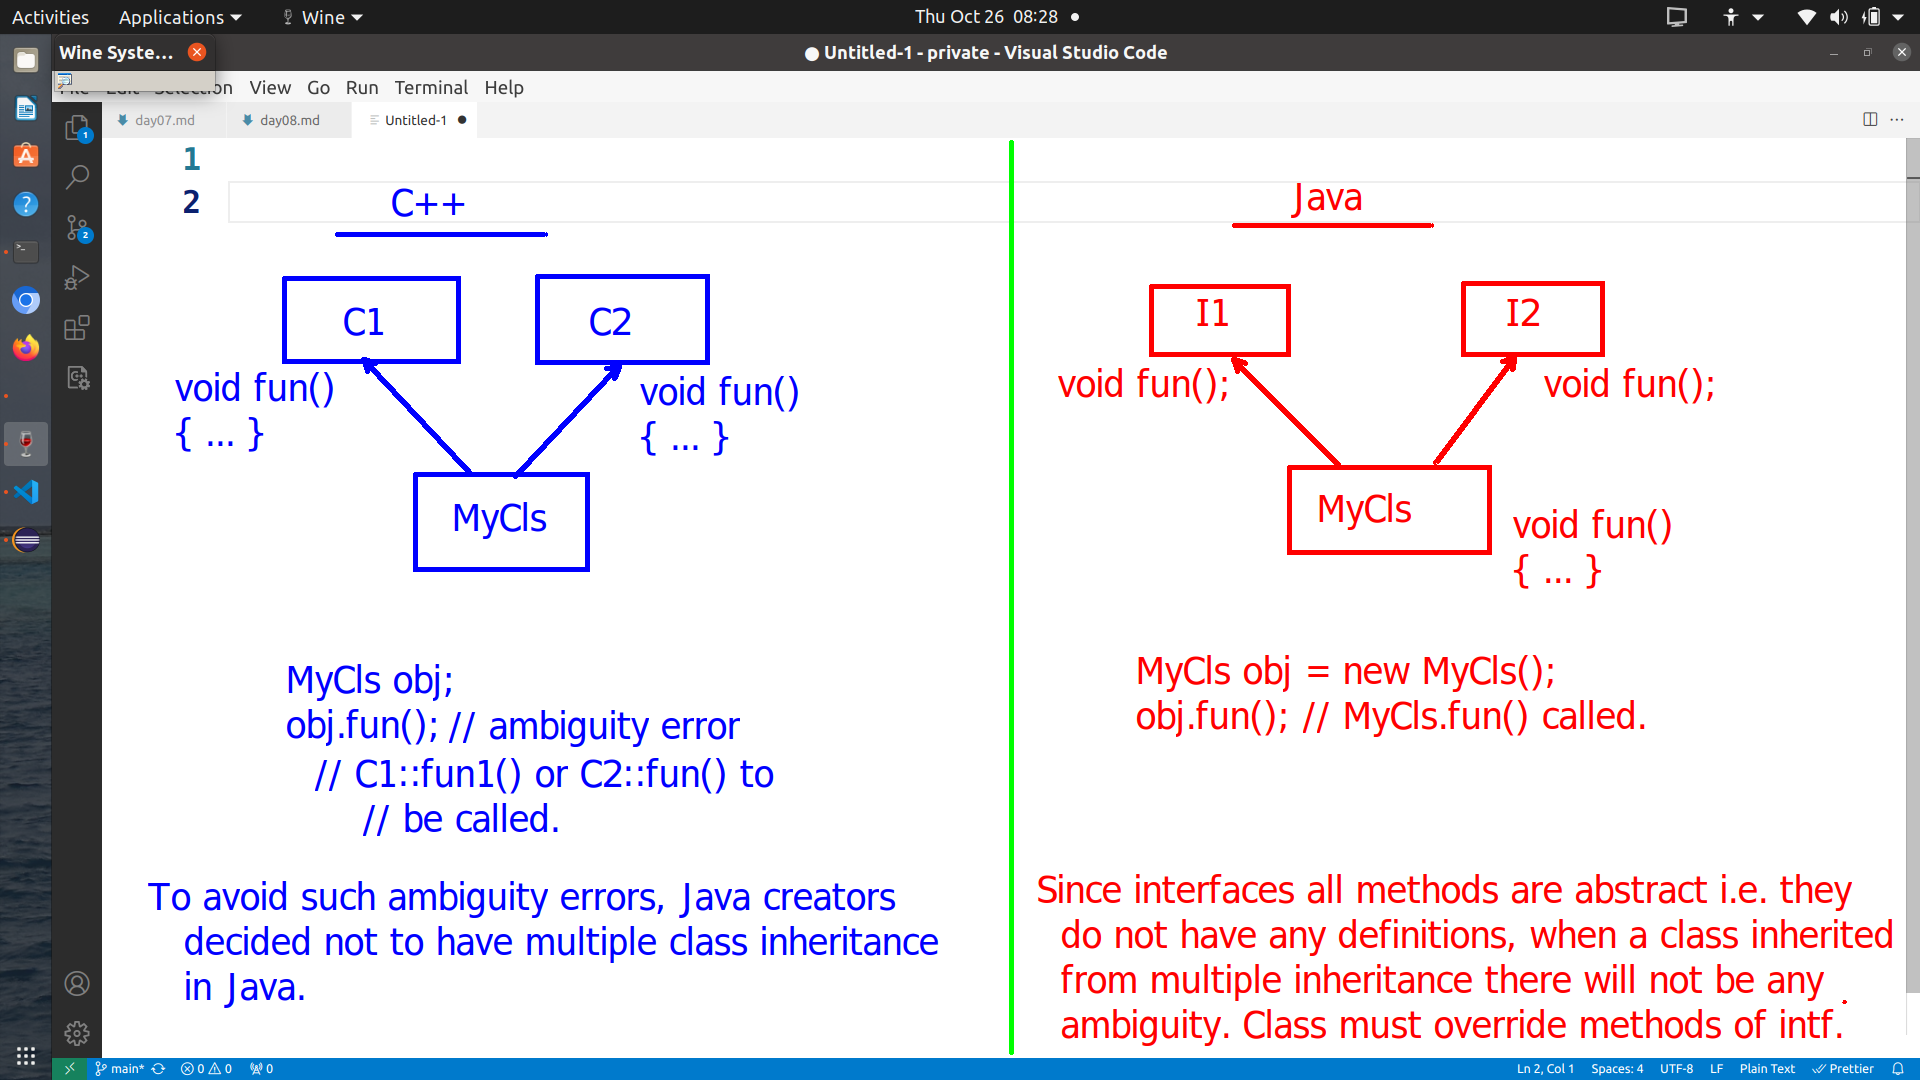 Activities Applications Wine Thu Oct 26 08:28
Wine Syste... Untitled-1 - private - Visual Studio Code
View Go Run Terminal Help
day07.md day08.md Untitled-1
1
2
C++
C1 C2
void fun() void fun()
{ ... } { ... }
MyCls
MyCls obj;
obj.fun(); // ambiguity error
// C1::fun1() or C2::fun() to
// be called.
To avoid such ambiguity errors, Java creators
decided not to have multiple class inheritance
in Java.
Java
I1 I2
void fun(); void fun();
MyCls
void fun()
{ ... }
MyCls obj = new MyCls();
obj.fun(); // MyCls.fun() called.
Since interfaces all methods are abstract i.e. they
do not have any definitions, when a class inherited
from multiple inheritance there will not be any
ambiguity. Class must override methods of intf.
1
2
main* 0 0 0 Ln 2, Col 1 Spaces: 4 UTF-8 LF Plain Text Prettier